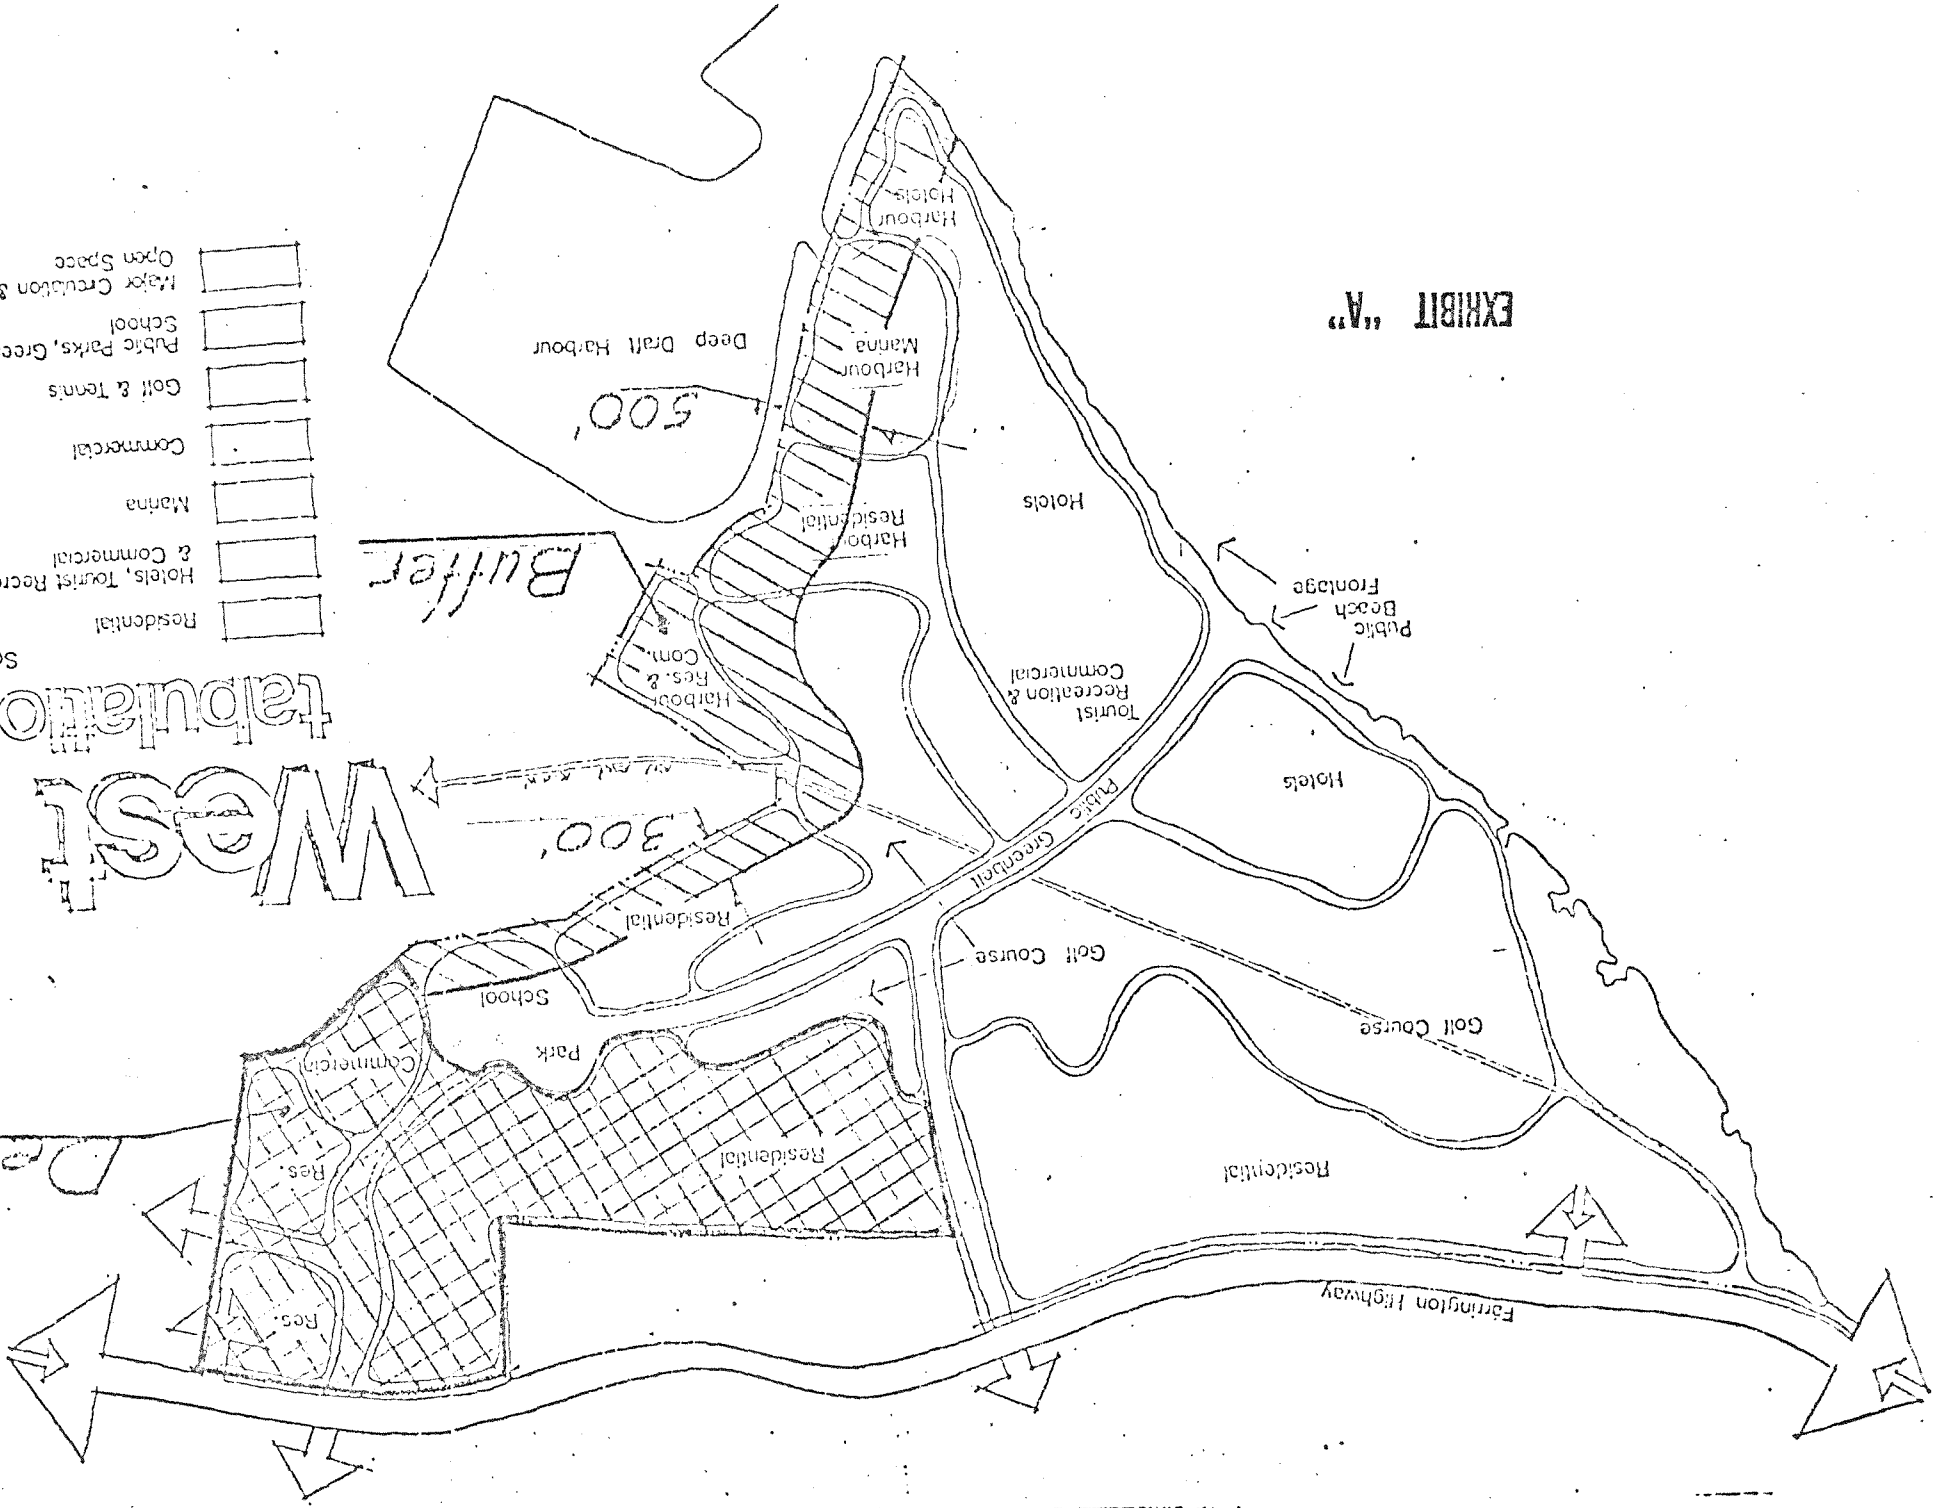 Farrington Highway
Res.
Residential
Residential
Res.
Commercial
Park
School
Golf Course
Golf Course
Residential
Public Greenbelt
300'
West
tabulatio
Hotels
Tourist
Recreation &
Commercial
Harbour
Res. &
Com.
Public
Beach
Frontage
Buffer
Residential
Hotels, Tourist Recre
& Commercial
Marina
Commercial
Golf & Tennis
Public Parks, Gree
School
Major Circulation &
Open Space
Hotels
Harbour
Residential
500'
Deep Draft Harbour
Harbour
Marina
EXHIBIT "A"
Harbour
Hotels